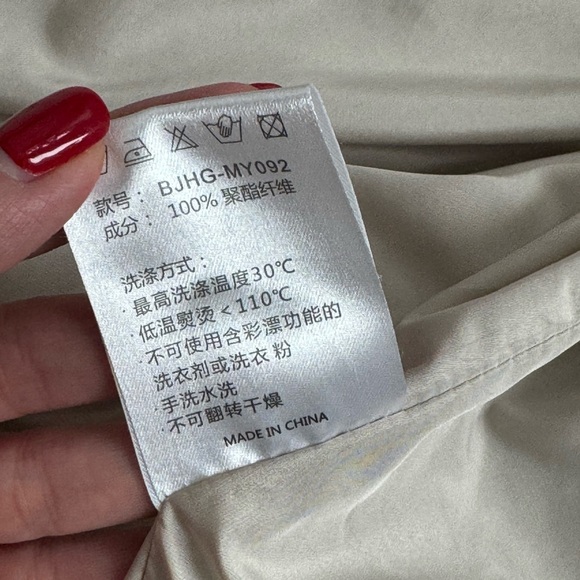 款号： BJHG-MY092
成分： 100% 聚酯纤维
洗涤方式：
·最高洗涤温度30℃
·低温熨烫<110℃
·不可使用含彩漂功能的
洗衣剂或洗衣 粉
·手洗水洗
·不可翻转干燥
MADE IN CHINA